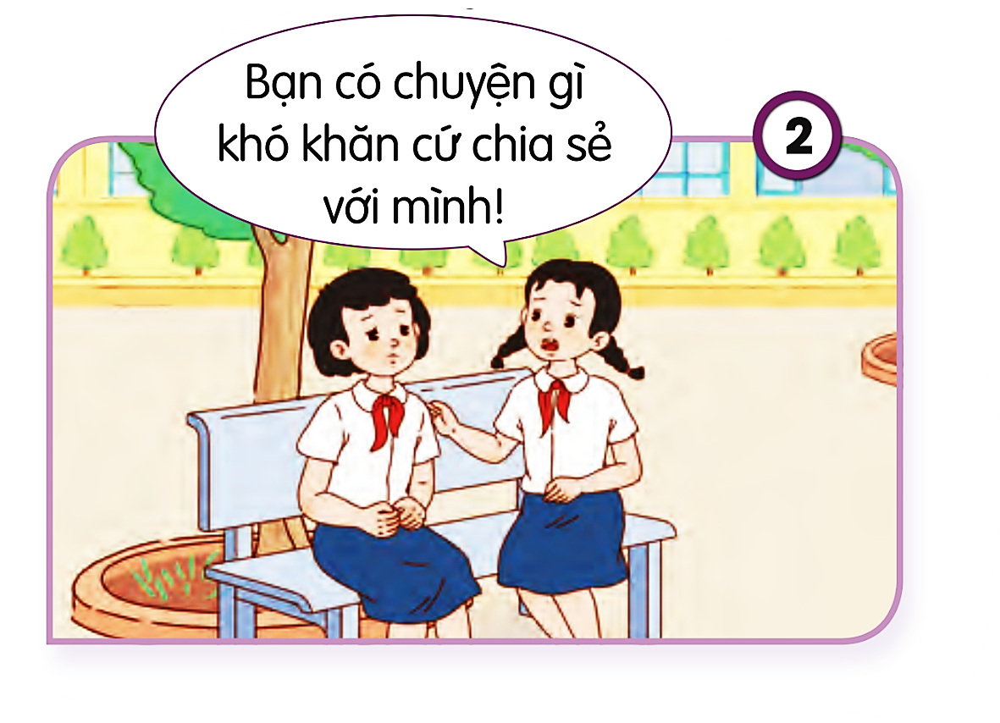 Bạn có chuyện gì
khó khăn cứ chia sẻ
với mình!
2